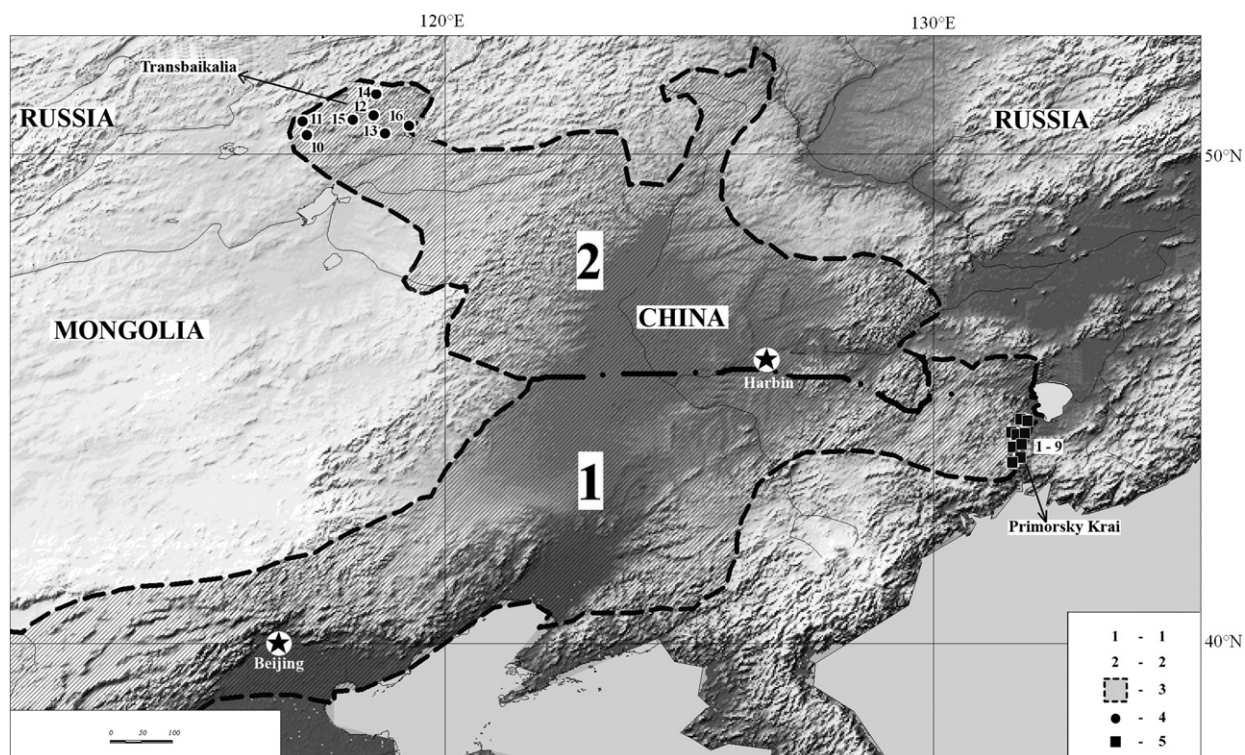 120°E
130°E
Transbaikalia
14
RUSSIA
12
11
15
16
RUSSIA
13
10
50°N
2
CHINA
MONGOLIA
Harbin
1 - 9
1
Primorsky Krai
Beijing
40°N
1 - 1
2 - 2
- 3
- 4
- 5
0 50 100